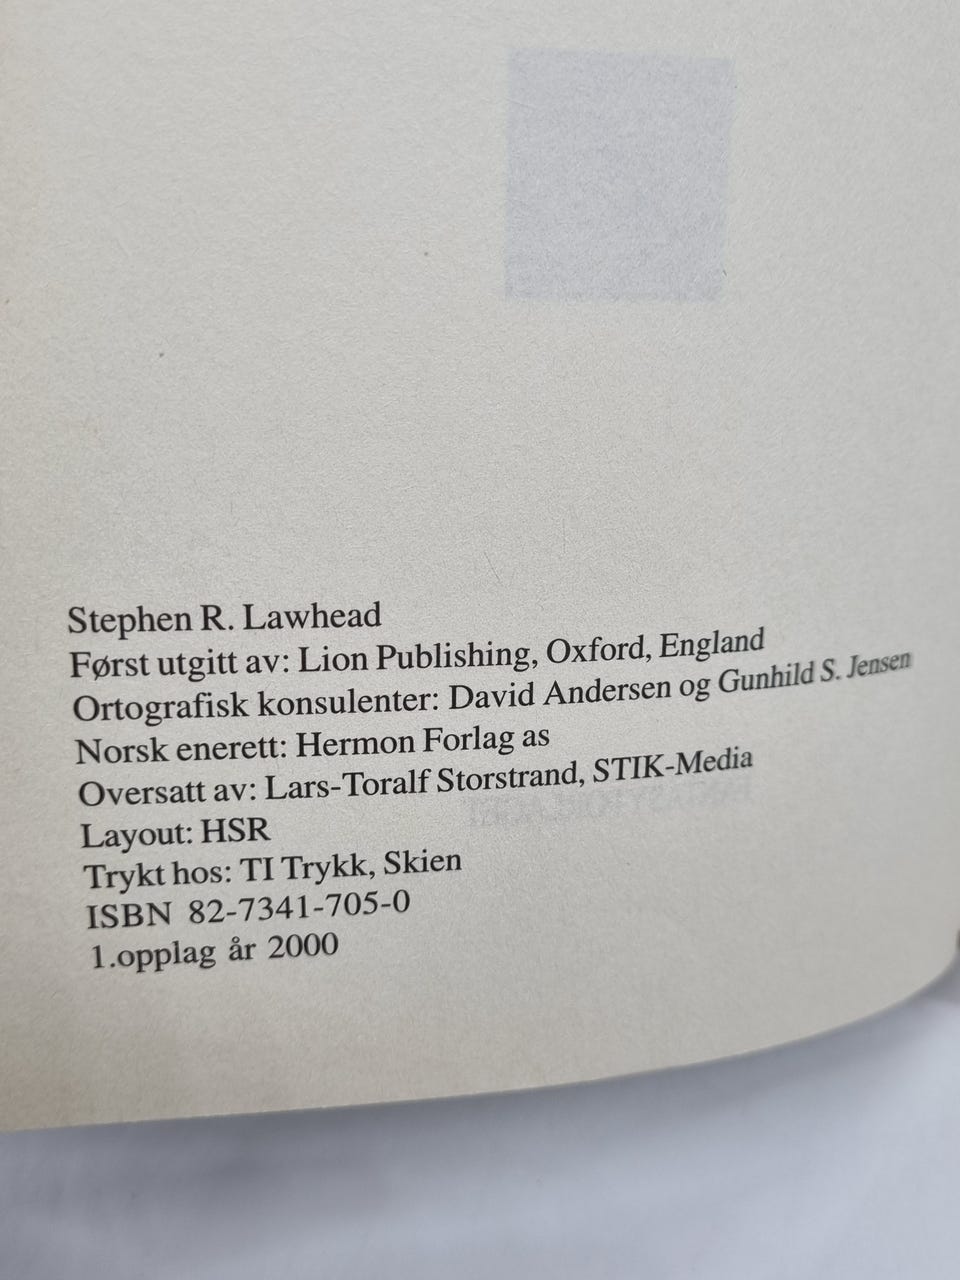 Stephen R. Lawhead
Først utgitt av: Lion Publishing, Oxford, England
Ortografisk konsulenter: David Andersen og Gunhild S. Jensen
Norsk enerett: Hermon Forlag as
Oversatt av: Lars-Toralf Storstrand, STIK-Media
Layout: HSR
Trykt hos: TI Trykk, Skien
ISBN 82-7341-705-0
1.opplag år 2000